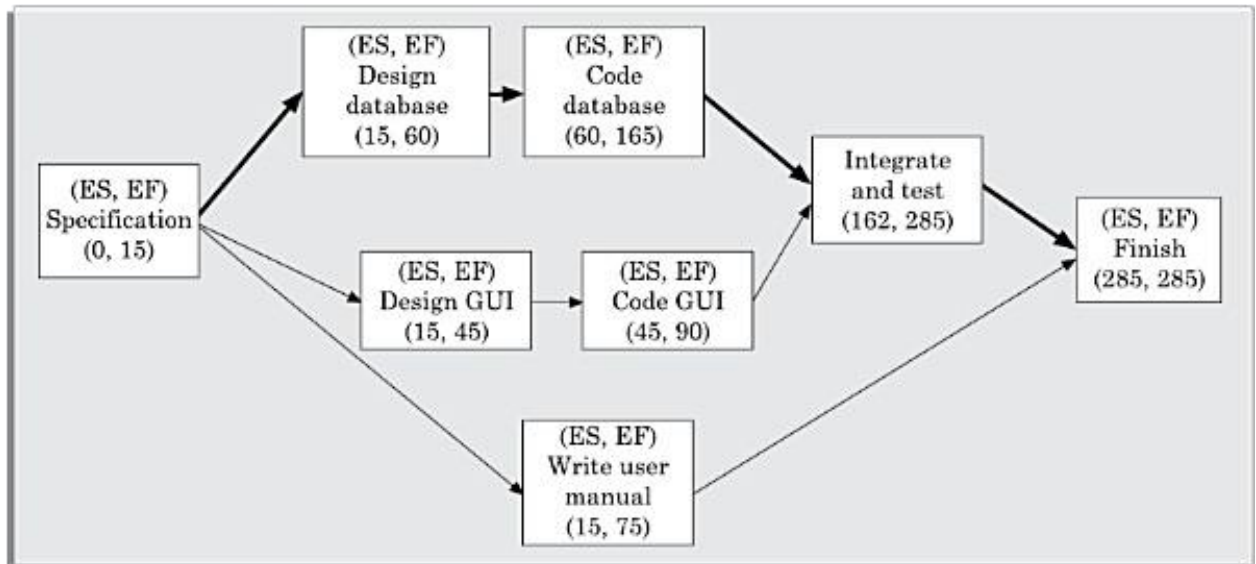 (ES, EF)
Specification
(0, 15)
(ES, EF)
Design
database
(15, 60)
(ES, EF)
Code
database
(60, 165)
(ES, EF)
Design GUI
(15, 45)
(ES, EF)
Code GUI
(45, 90)
(ES, EF)
Write user
manual
(15, 75)
Integrate
and test
(162, 285)
(ES, EF)
Finish
(285, 285)